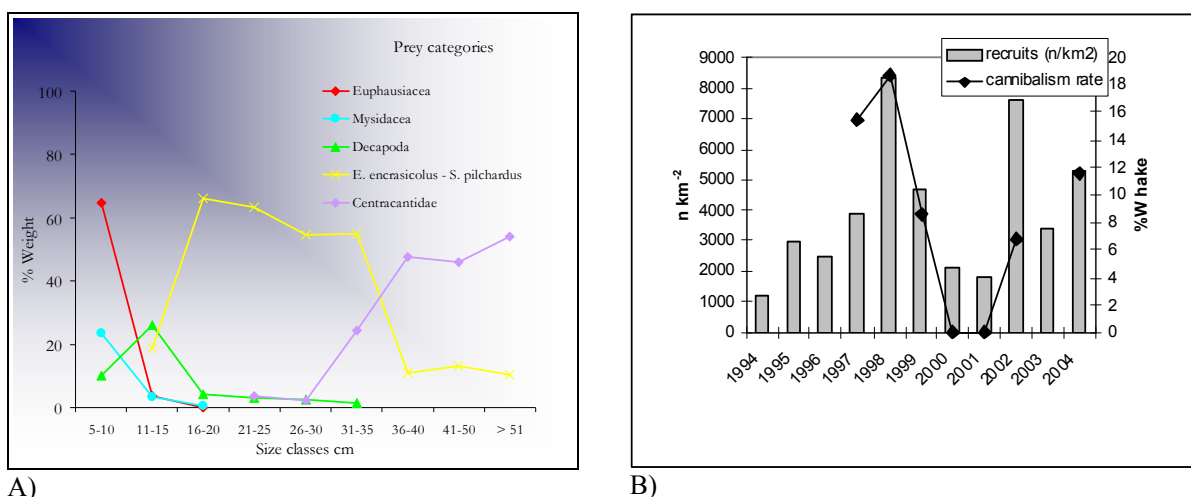 Prey categories
Euphausiacea
Mysidacea
Decapoda
E. encrasicolus - S. pilchardus
Centracantidae
% Weight
100
80
60
40
20
0
5-10 11-15 16-20 21-25 26-30 31-35 36-40 41-50 > 51
Size classes cm
A)
recruits (n/km2)
cannibalism rate
n km-2
9000
8000
7000
6000
5000
4000
3000
2000
1000
0
%W hake
20
18
16
14
12
10
8
6
4
2
0
1994 1995 1996 1997 1998 1999 2000 2001 2002 2003 2004
B)